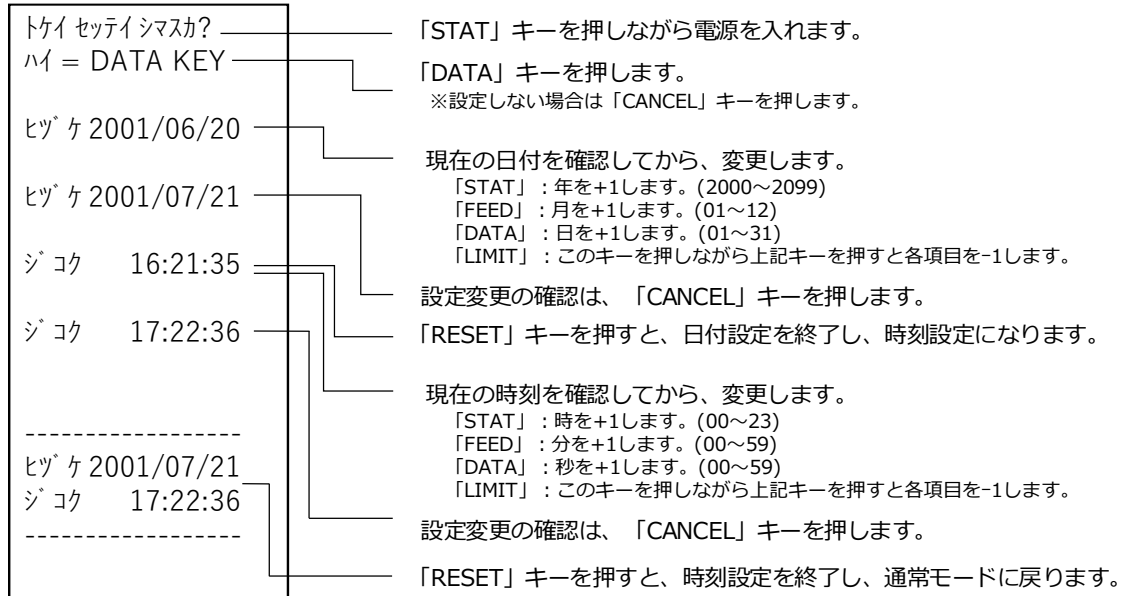 ﾄｹｲ ｾｯﾃｲ ｼﾏｽｶ?
ﾊｲ = DATA KEY
ﾋﾂﾞｹ 2001/06/20
ﾋﾂﾞｹ 2001/07/21
ｼﾞｺｸ 16:21:35
ｼﾞｺｸ 17:22:36
------------------
ﾋﾂﾞｹ 2001/07/21
ｼﾞｺｸ 17:22:36
------------------
「STAT」キーを押しながら電源を入れます。
「DATA」キーを押します。
※設定しない場合は「CANCEL」キーを押します。
現在の日付を確認してから、変更します。
「STAT」：年を+1します。(2000～2099)
「FEED」：月を+1します。(01～12)
「DATA」：日を+1します。(01～31)
「LIMIT」：このキーを押しながら上記キーを押すと各項目を-1します。
設定変更の確認は、「CANCEL」キーを押します。
「RESET」キーを押すと、日付設定を終了し、時刻設定になります。
現在の時刻を確認してから、変更します。
「STAT」：時を+1します。(00～23)
「FEED」：分を+1します。(00～59)
「DATA」：秒を+1します。(00～59)
「LIMIT」：このキーを押しながら上記キーを押すと各項目を-1します。
設定変更の確認は、「CANCEL」キーを押します。
「RESET」キーを押すと、時刻設定を終了し、通常モードに戻ります。